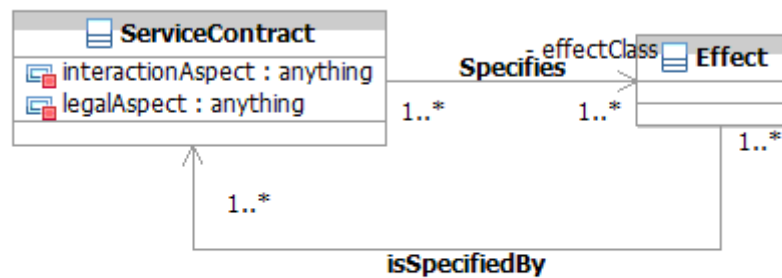 ServiceContract
interactionAspect : anything
legalAspect : anything
- effectClass
Specifies
1..*
1..*
Effect
1..*
1..*
isSpecifiedBy